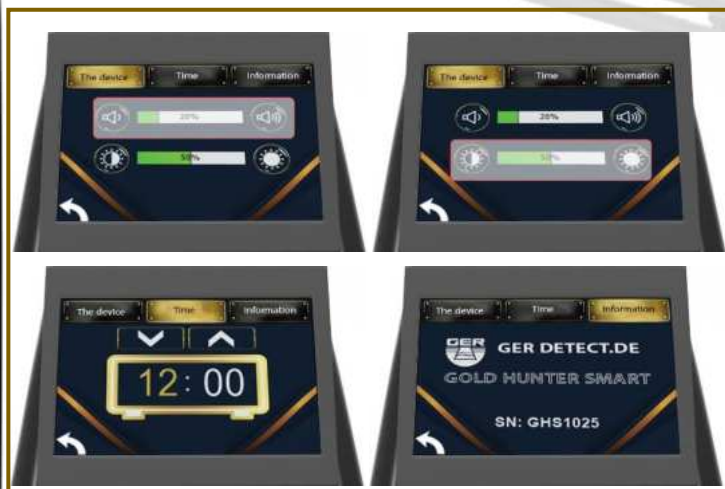 The device Time Information
20%
50%
The device Time Information
20%
50%
The device Time Information
12:00
The device Time Information
GER GER DETECT.DE
GOLD HUNTER SMART
SN: GHS1025